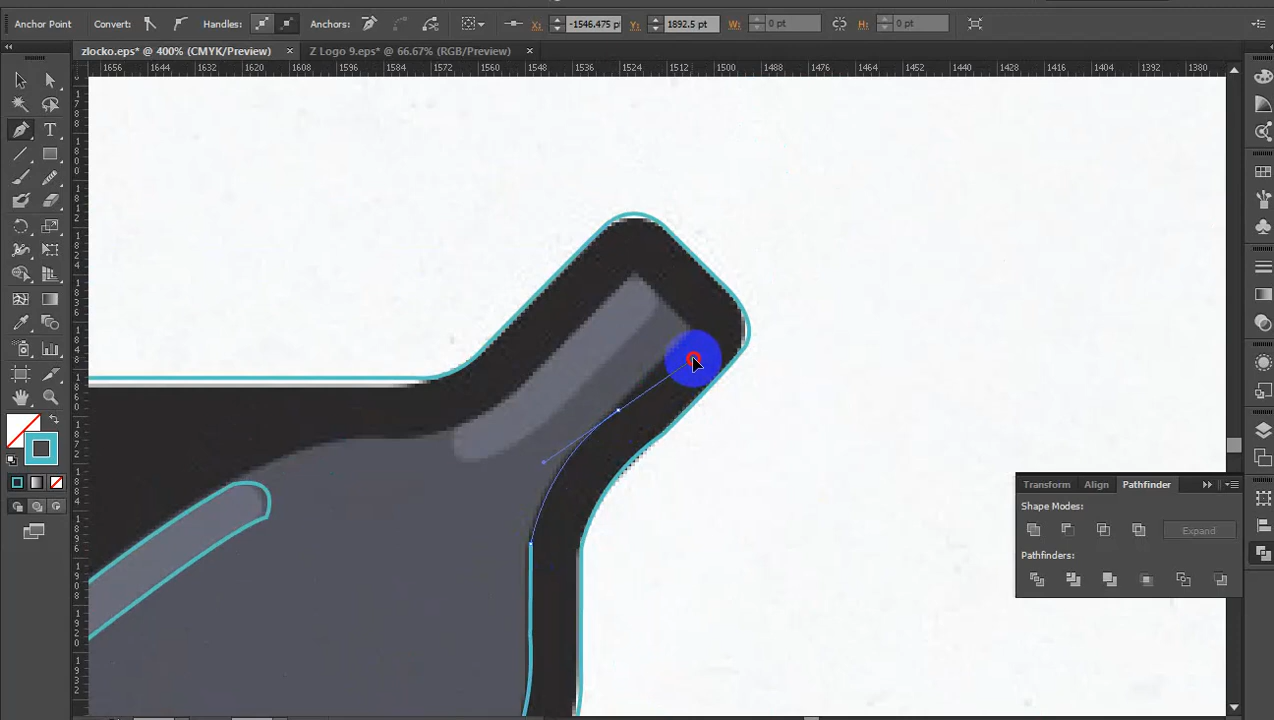 Anchor Point Convert: Handles: Anchors: X: -1546.475 pt Y: 1892.5 pt W: 0 pt H: 0 pt
zlocko.eps* @ 400% (CMYK/Preview) × Z Logo 9.eps* @ 66.67% (RGB/Preview) ×
1656 1644 1632 1620 1608 1596 1584 1572 1560 1548 1536 1524 1512 1500 1488 1476 1464 1452 1440 1428 1416 1404 1392 1380
T
Transform Align Pathfinder
Shape Modes:
Expand
Pathfinders: